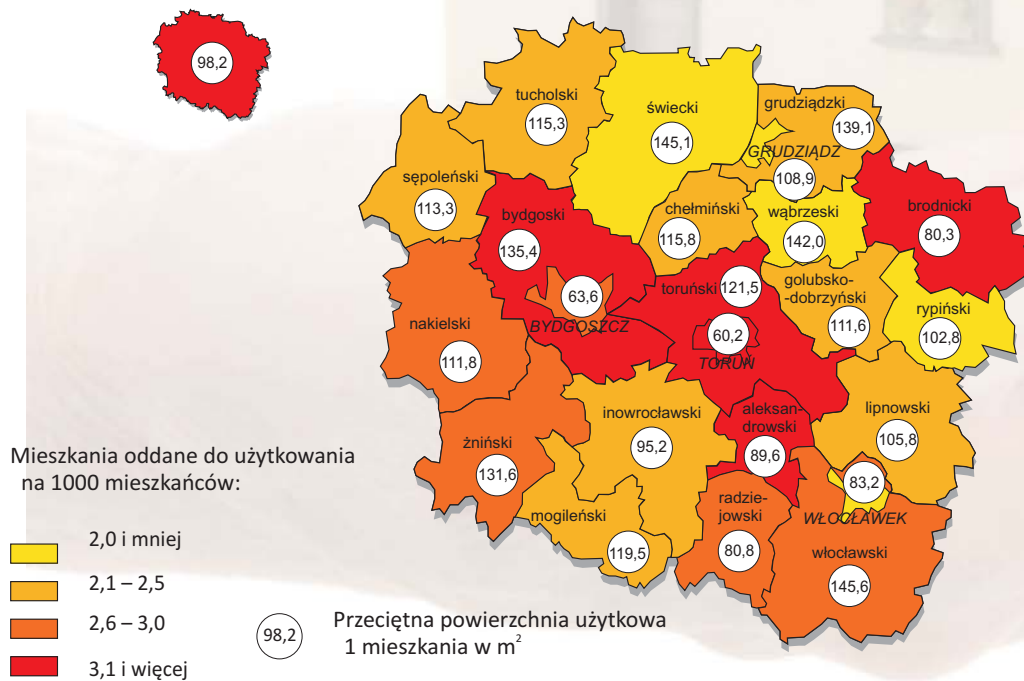 98,2
tucholski
115,3
świecki
145,1
grudziądzki
139,1
GRUDZIĄDZ
108,9
sępoleński
113,3
bydgoski
135,4
chełmiński
115,8
wąbrzeski
142,0
brodnicki
80,3
63,6
BYDGOSZCZ
toruński
121,5
60,2
TORUŃ
golubsko-
-dobrzyński
111,6
rypiński
102,8
nakielski
111,8
inowrocławski
95,2
aleksan-
drowski
89,6
lipnowski
105,8
żniński
131,6
mogileński
119,5
radzie-
jowski
80,8
83,2
WŁOCŁAWEK
włocławski
145,6
Mieszkania oddane do użytkowania
na 1000 mieszkańców:
2,0 i mniej
2,1 – 2,5
2,6 – 3,0
3,1 i więcej
98,2
Przeciętna powierzchnia użytkowa
1 mieszkania w m²